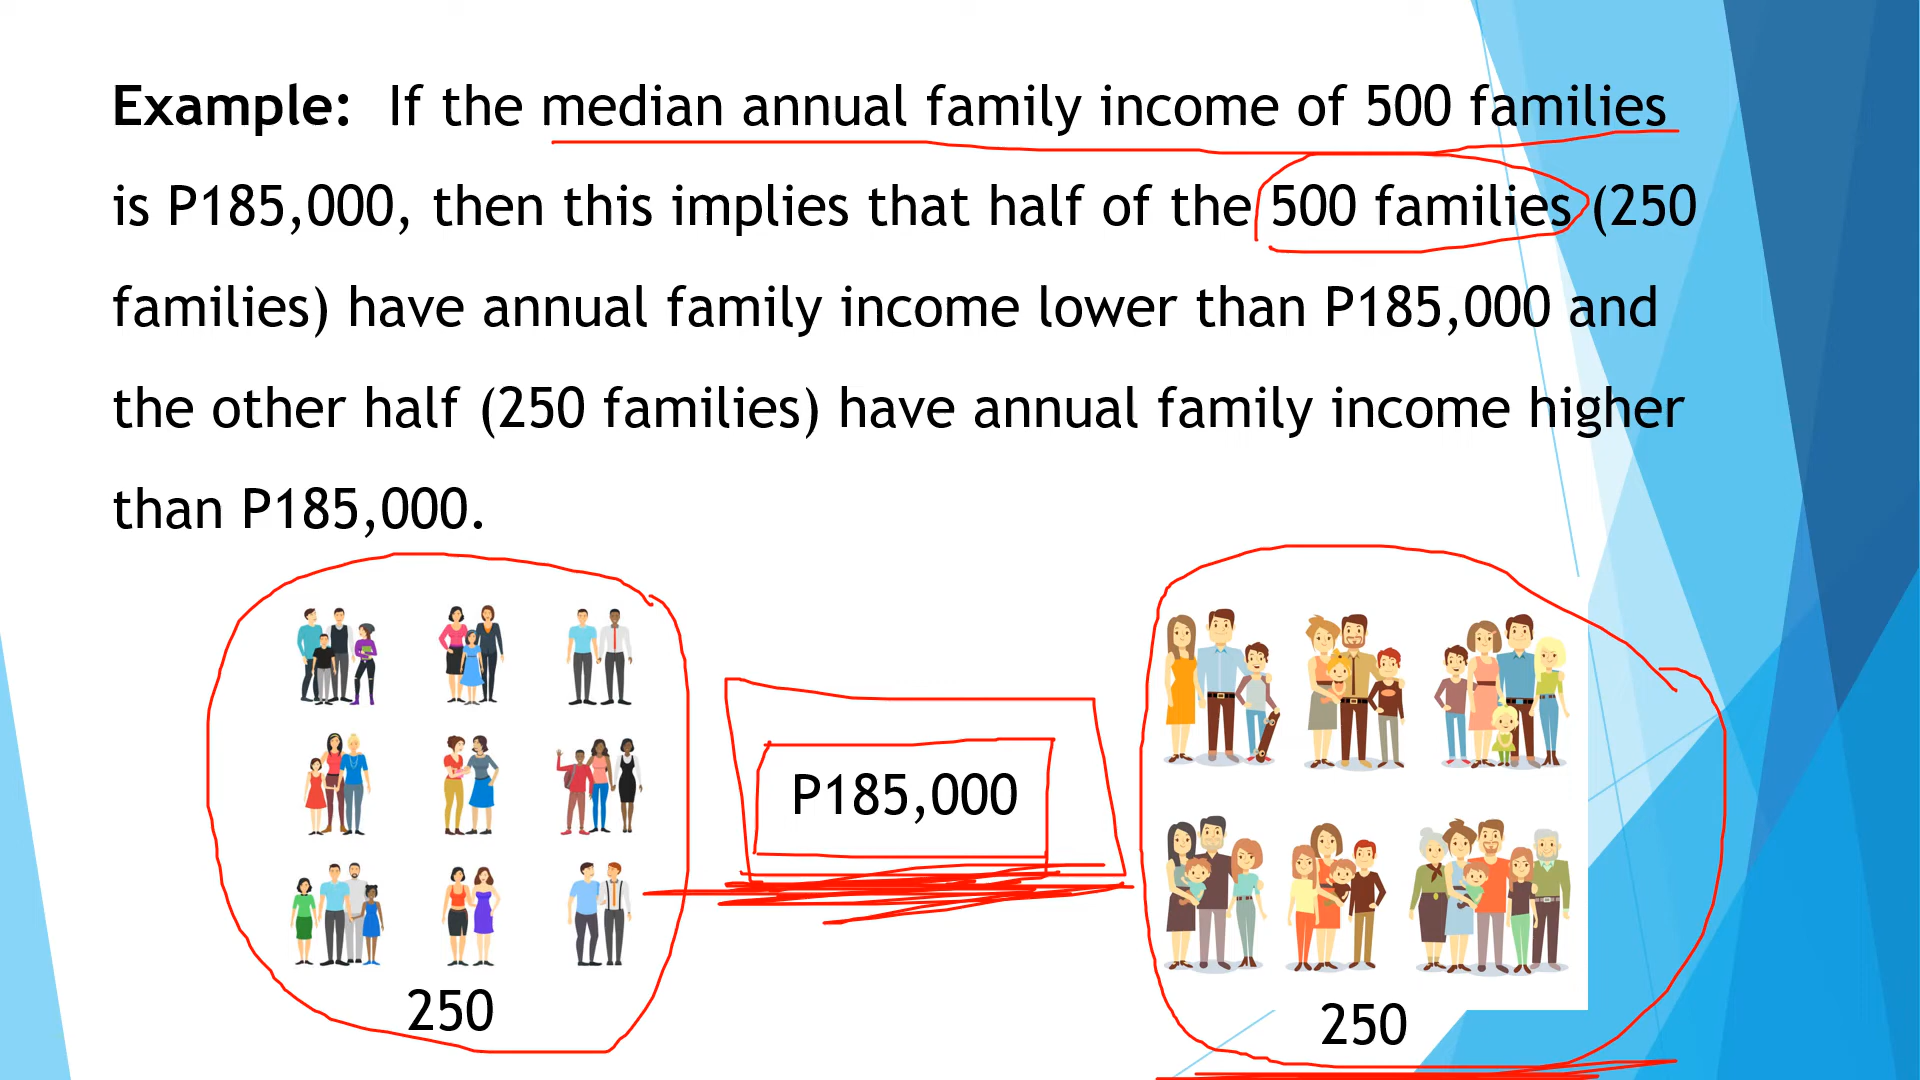 Example: If the median annual family income of 500 families
is P185,000, then this implies that half of the 500 families (250
families) have annual family income lower than P185,000 and
the other half (250 families) have annual family income higher
than P185,000.
P185,000
250
250